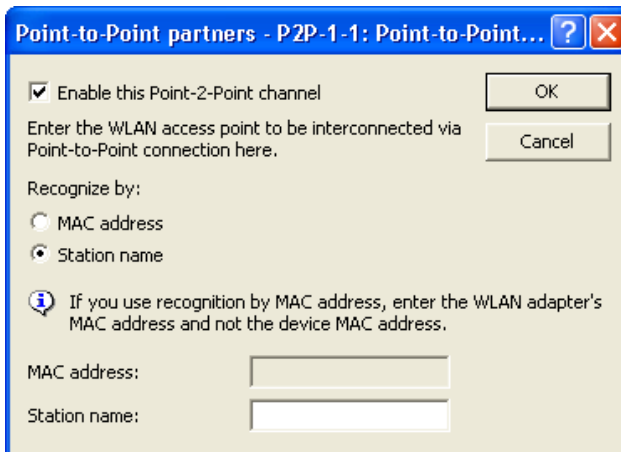 Point-to-Point partners - P2P-1-1: Point-to-Point...
Enable this Point-2-Point channel
OK
Enter the WLAN access point to be interconnected via
Point-to-Point connection here.
Cancel
Recognize by:
MAC address
Station name
If you use recognition by MAC address, enter the WLAN adapter's
MAC address and not the device MAC address.
MAC address:
Station name: